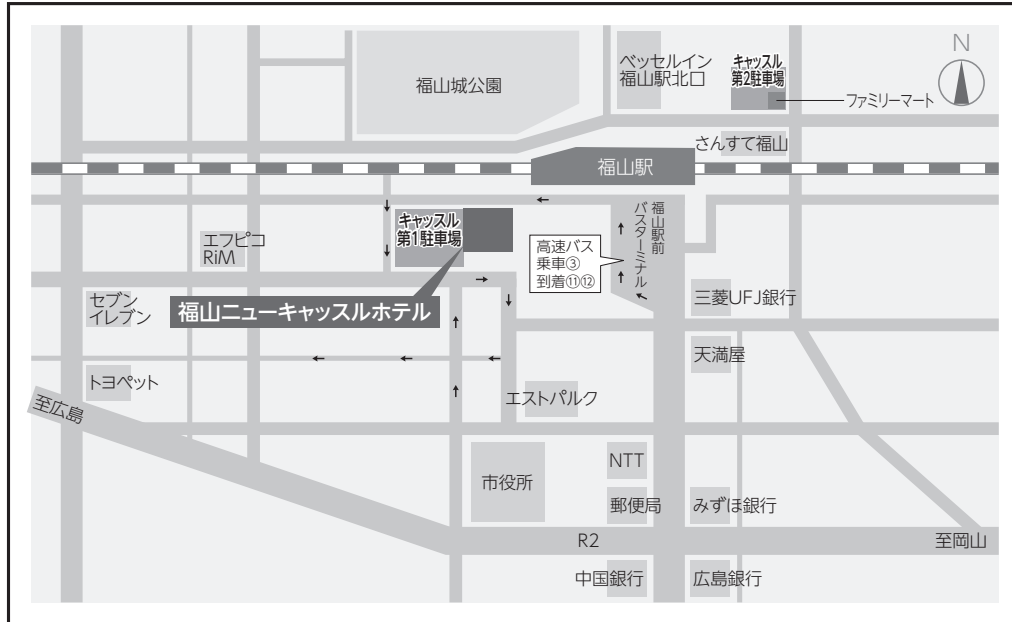 N
ベッセルイン
福山駅北口
キャッスル
第2駐車場
福山城公園
ファミリーマート
さんすて福山
福山駅
キャッスル
第1駐車場
福山駅前
バスターミナル
エフピコ
RiM
高速バス
乗車③
到着⑪⑫
セブン
イレブン
福山ニューキャッスルホテル
三菱UFJ銀行
天満屋
トヨペット
エストパルク
至広島
市役所
NTT
郵便局
みずほ銀行
R2
至岡山
中国銀行
広島銀行